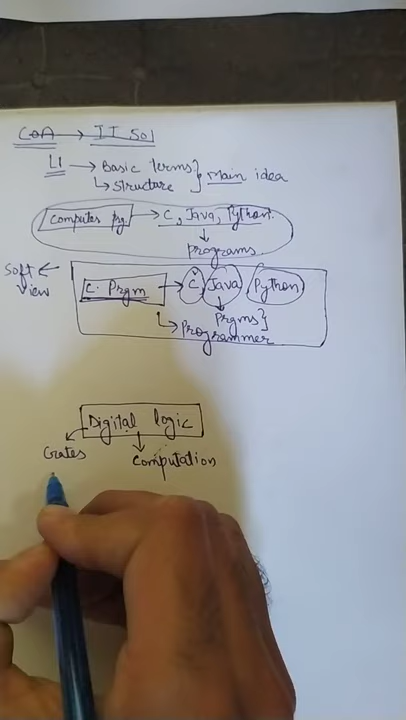 COA → IT Sol
L1 → Basic terms } Main idea
↳ Structure
Computer pg → C, Java, Python
↓
programs
Soft ← view
C. Prgm → C Java Python
↳ Prgms }
↳ Programmer
Digital logic
Gates Computation